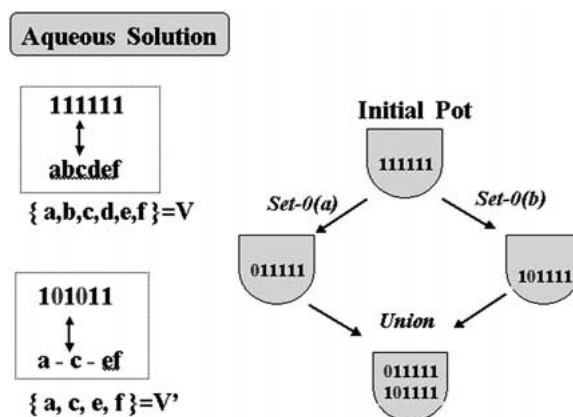 Aqueous Solution
111111
abcdef
{ a,b,c,d,e,f }=V
101011
a - c - ef
{ a, c, e, f }=V'
Initial Pot
111111
Set-0(a)
Set-0(b)
011111
101111
Union
011111
101111